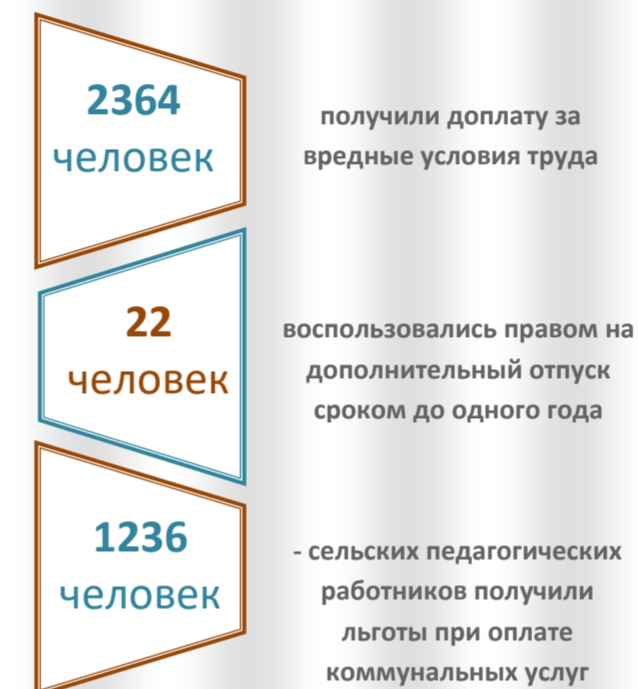 2364
человек
получили доплату за
вредные условия труда
22
человек
воспользовались правом на
дополнительный отпуск
сроком до одного года
1236
человек
- сельских педагогических
работников получили
льготы при оплате
коммунальных услуг